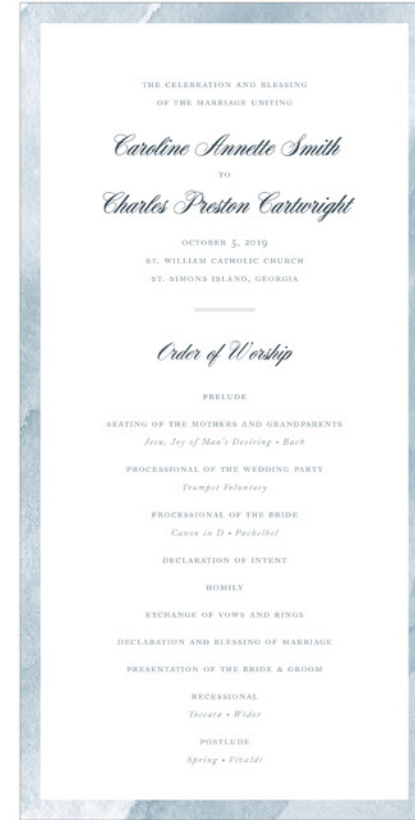 THE CELEBRATION AND BLESSING
OF THE MARRIAGE UNITING
Caroline Annette Smith
TO
Charles Preston Cartwright
OCTOBER 5, 2019
ST. WILLIAM CATHOLIC CHURCH
ST. SIMONS ISLAND, GEORGIA
Order of Worship
PRELUDE
SEATING OF THE MOTHERS AND GRANDPARENTS
Jesu, Joy of Man's Desiring • Bach
PROCESSIONAL OF THE WEDDING PARTY
Trumpet Voluntary
PROCESSIONAL OF THE BRIDE
Canon in D • Pachelbel
DECLARATION OF INTENT
HOMILY
EXCHANGE OF VOWS AND RINGS
DECLARATION AND BLESSING OF MARRIAGE
PRESENTATION OF THE BRIDE & GROOM
RECESSIONAL
Toccata • Widor
POSTLUDE
Spring • Vivaldi